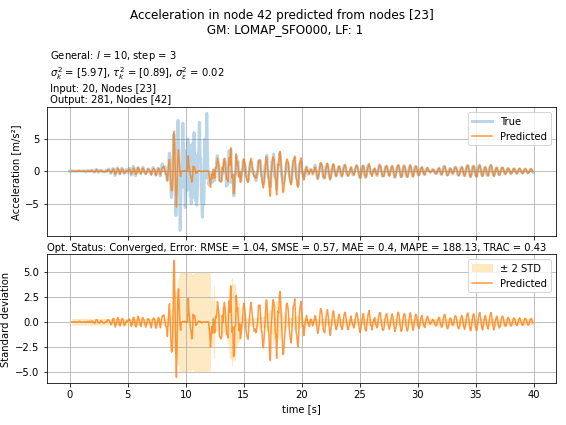 Acceleration in node 42 predicted from nodes [23]
GM: LOMAP_SFO000, LF: 1
General: l = 10, step = 3
σ²ₖ = [5.97], τ²ₖ = [0.89], σ²ε = 0.02
Input: 20, Nodes [23]
Output: 281, Nodes [42]
Acceleration [m/s²]
5
0
−5
True
Predicted
Opt. Status: Converged, Error: RMSE = 1.04, SMSE = 0.57, MAE = 0.4, MAPE = 188.13, TRAC = 0.43
Standard deviation
5.0
2.5
0.0
−2.5
−5.0
± 2 STD
Predicted
0 5 10 15 20 25 30 35 40
time [s]